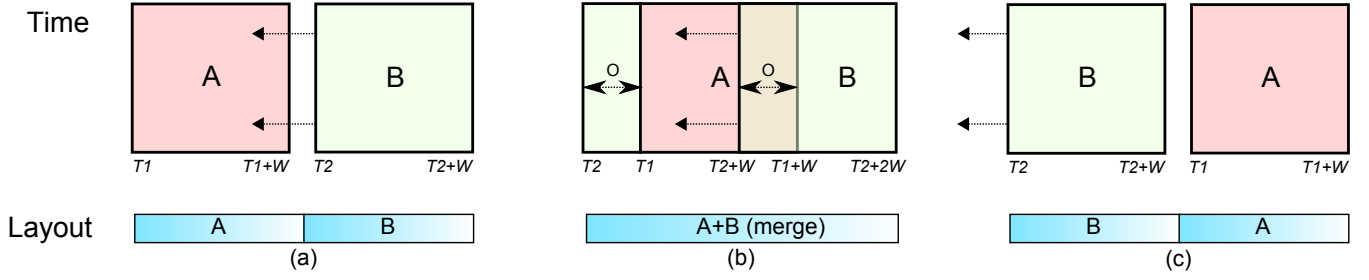 Time
A
B
T1
T1+W
T2
T2+W
O
A
O
B
T2
T1
T2+W
T1+W
T2+2W
B
A
T2
T2+W
T1
T1+W
Layout
A
B
A+B (merge)
B
A
(a)
(b)
(c)